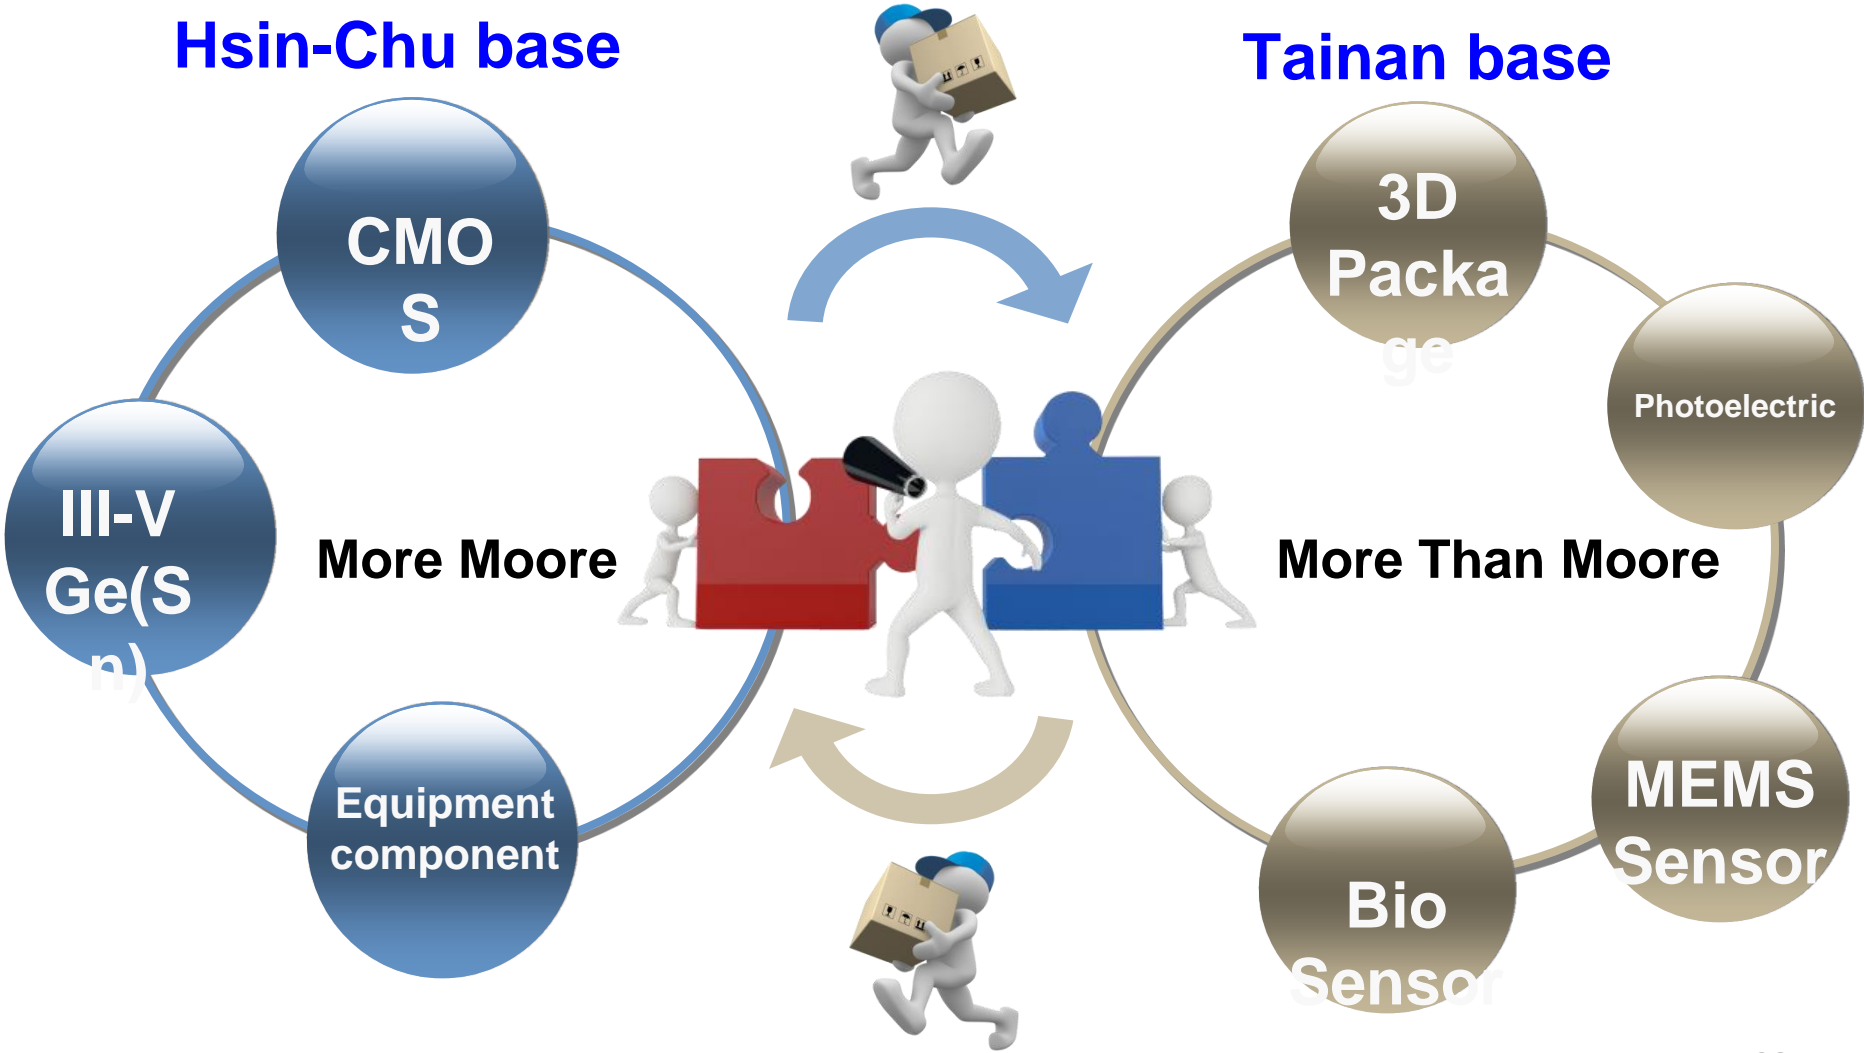 Hsin-Chu base
Tainan base
CMO
S
III-V
Ge(S
n)
Equipment
component
More Moore
3D
Packa
ge
Photoelectric
More Than Moore
MEMS
Sensor
Bio
Sensor